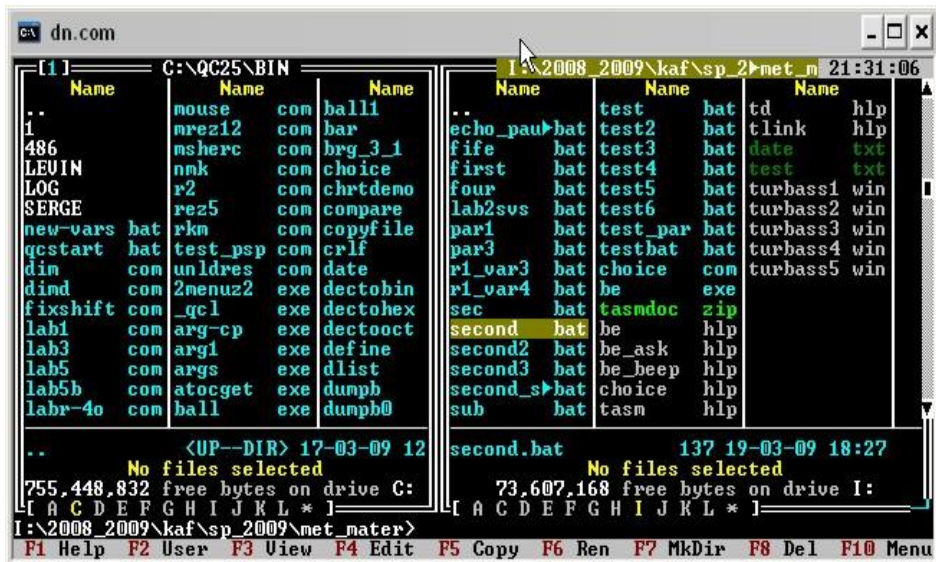 dn.com
[1] C:\QC25\BIN I:\2008_2009\kaf\sp_2▶met_m 21:31:06
Name Name Name Name Name Name
.. mouse com ball1 .. test bat td hlp
1 mrez12 com bar echo_pau▶bat test2 bat tlink hlp
486 msherc com brg_3_1 fife bat test3 bat date txt
LEVIN nmk com choice first bat test4 bat test txt
LOG r2 com chrtdemo four bat test5 bat turbass1 win
SERGE rez5 com compare lab2svs bat test6 bat turbass2 win
new-vars bat rkm com copyfile par1 bat test_par bat turbass3 win
qcstart bat test_psp com crlf par3 bat testbat bat turbass4 win
dim com unldres com date r1_var3 bat choice com turbass5 win
dimd com 2menuz2 exe dectobin r1_var4 bat be exe
fixshift com _qcl exe dectohex sec bat tasmdoc zip
lab1 com arg-cp exe dectooct second bat be hlp
lab3 com arg1 exe define second2 bat be_ask hlp
lab5 com args exe dlist second3 bat be_beep hlp
lab5b com atocget exe dumpb second_s▶bat choice hlp
labr-4o com ball exe dumpb0 sub bat tasm hlp
.. <UP--DIR> 17-03-09 12 second.bat 137 19-03-09 18:27
No files selected No files selected
755,448,832 free bytes on drive C: 73,607,168 free bytes on drive I:
[ A C D E F G H I J K L * ] [ A C D E F G H I J K L * ]
I:\2008_2009\kaf\sp_2009\met_mater>
F1 Help F2 User F3 View F4 Edit F5 Copy F6 Ren F7 MkDir F8 Del F10 Menu